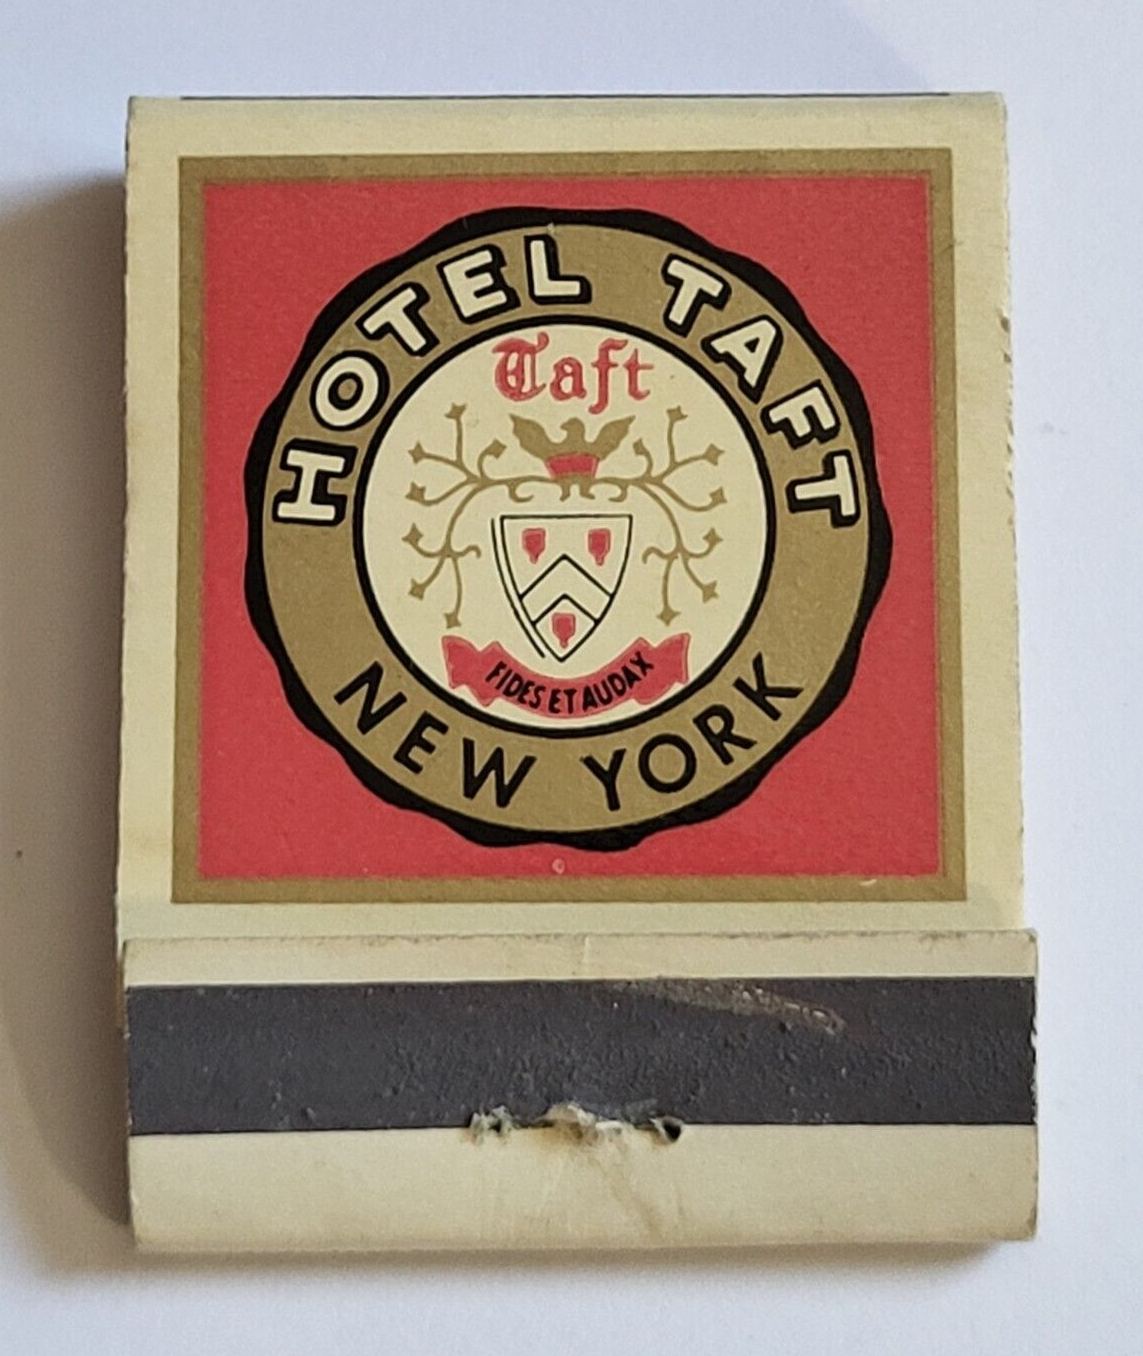 HOTEL TAFT
Taft
FIDES ET AUDAX
NEW YORK